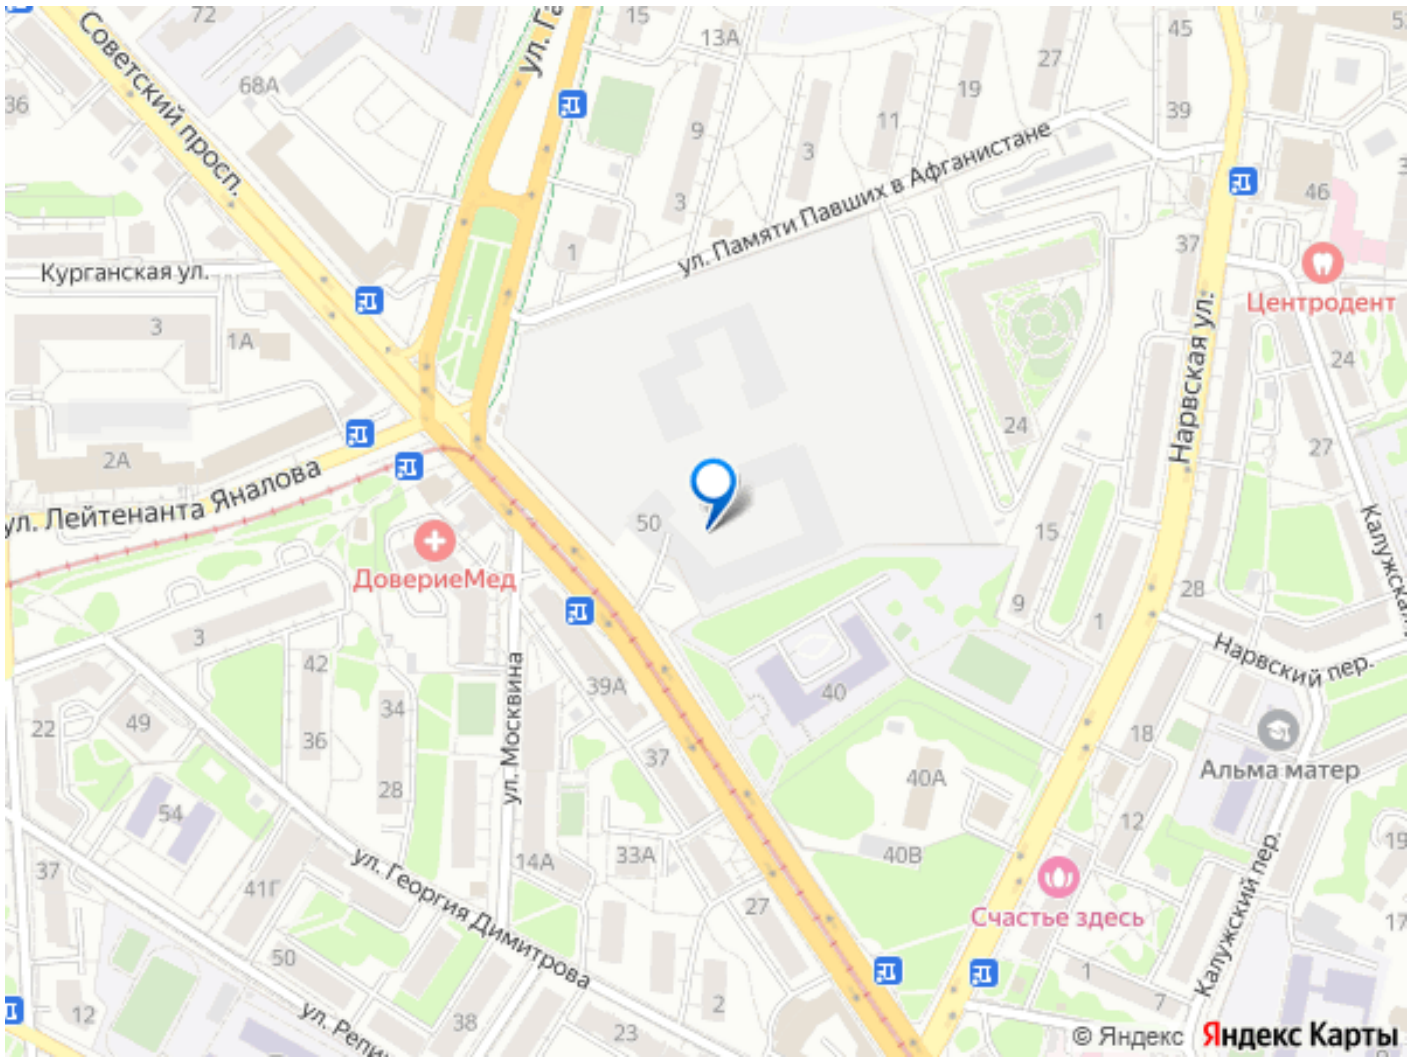 72
15
13А
45
Советский просп.
ул. Га
27
68А
36
19
39
9
11
3
ул. Памяти Павших в Афганистане
46
3
1
37
Курганская ул.
Центродент
3
1А
Нарвская ул.
24
24
2А
27
ул. Лейтенанта Яналова
50
15
Калужская у
ДовериеМед
28
9
1
3
Нарвский пер.
42
39А
40
ул. Москвина
22
49
34
36
18
37
Альма матер
28
40А
54
12
19
33А
40В
37
14А
41Г
ул. Георгия Димитрова
Калужский пер.
27
Счастье здесь
17
50
1
7
12
ул. Репи
38
2
23
© Яндекс Яндекс Карты